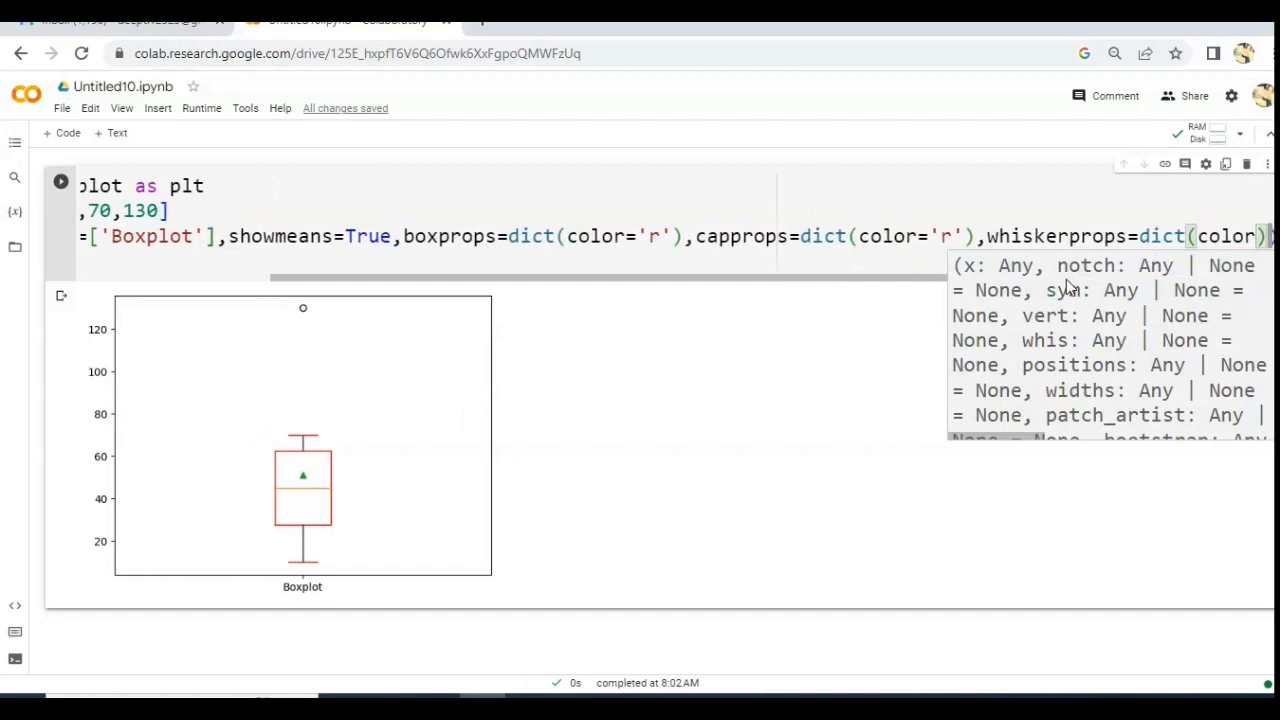 colab.research.google.com/drive/125E_hxpfT6V6Q6Ofwk6XxFgpoQMWFzUq
Untitled10.ipynb
File Edit View Insert Runtime Tools Help All changes saved
Comment Share
+ Code + Text
RAM
Disk
plot as plt
,70,130]
=['Boxplot'],showmeans=True,boxprops=dict(color='r'),capprops=dict(color='r'),whiskerprops=dict(color)
(x: Any, notch: Any | None
= None, sym: Any | None =
None, vert: Any | None =
None, whis: Any | None =
None, positions: Any | None
= None, widths: Any | None
= None, patch_artist: Any |
None = None, bootstrap: Any
120
100
80
60
40
20
Boxplot
0s completed at 8:02 AM